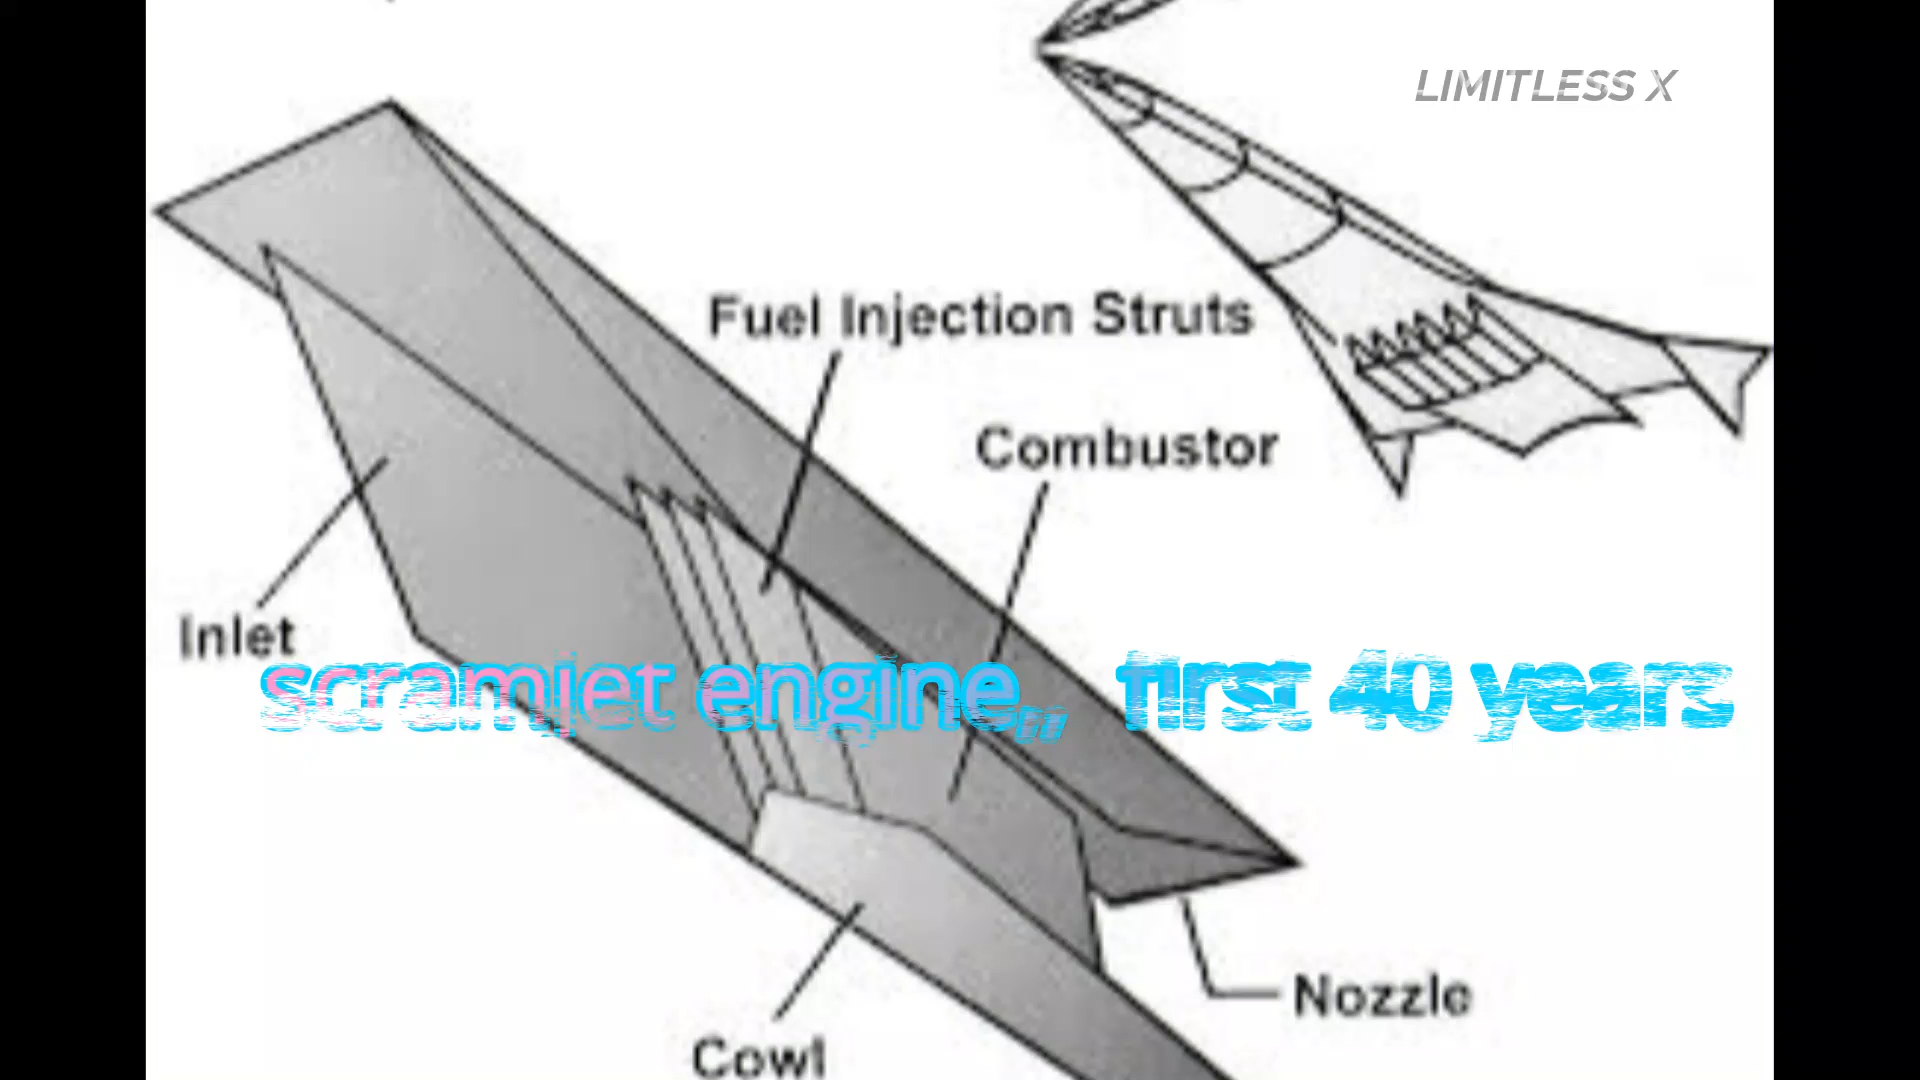 LIMITLESS X
Fuel Injection Struts
Combustor
Inlet
scramjet engine,, first 40 years
Nozzle
Cowl